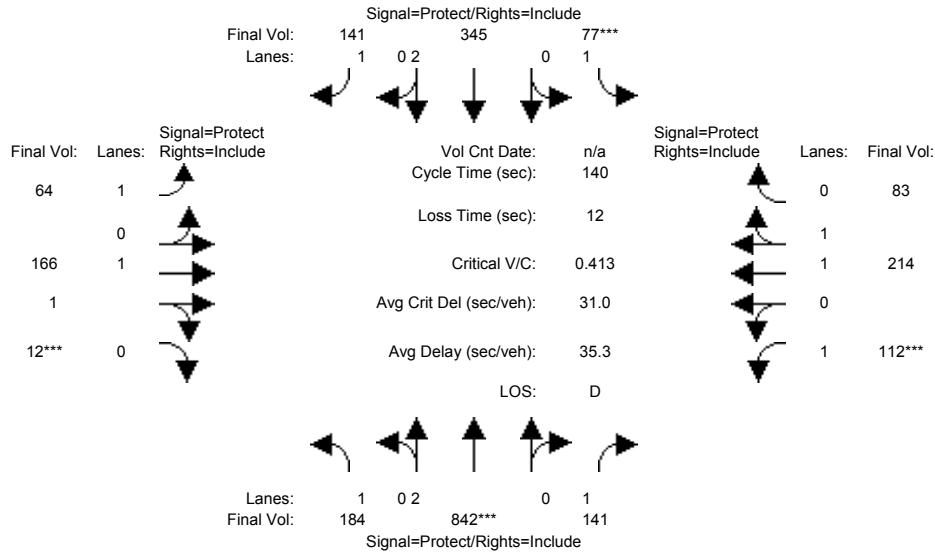 Signal=Protect/Rights=Include
Final Vol: 141 345 77***
Lanes: 1 0 2 0 1
Signal=Protect Signal=Protect
Final Vol: Lanes: Rights=Include Vol Cnt Date: n/a Rights=Include Lanes: Final Vol:
Cycle Time (sec): 140
64 1 0 83
Loss Time (sec): 12
0 1
166 1 Critical V/C: 0.413 1 214
1 Avg Crit Del (sec/veh): 31.0 0
12*** 0 Avg Delay (sec/veh): 35.3 1 112***
LOS: D
Lanes: 1 0 2 0 1
Final Vol: 184 842*** 141
Signal=Protect/Rights=Include